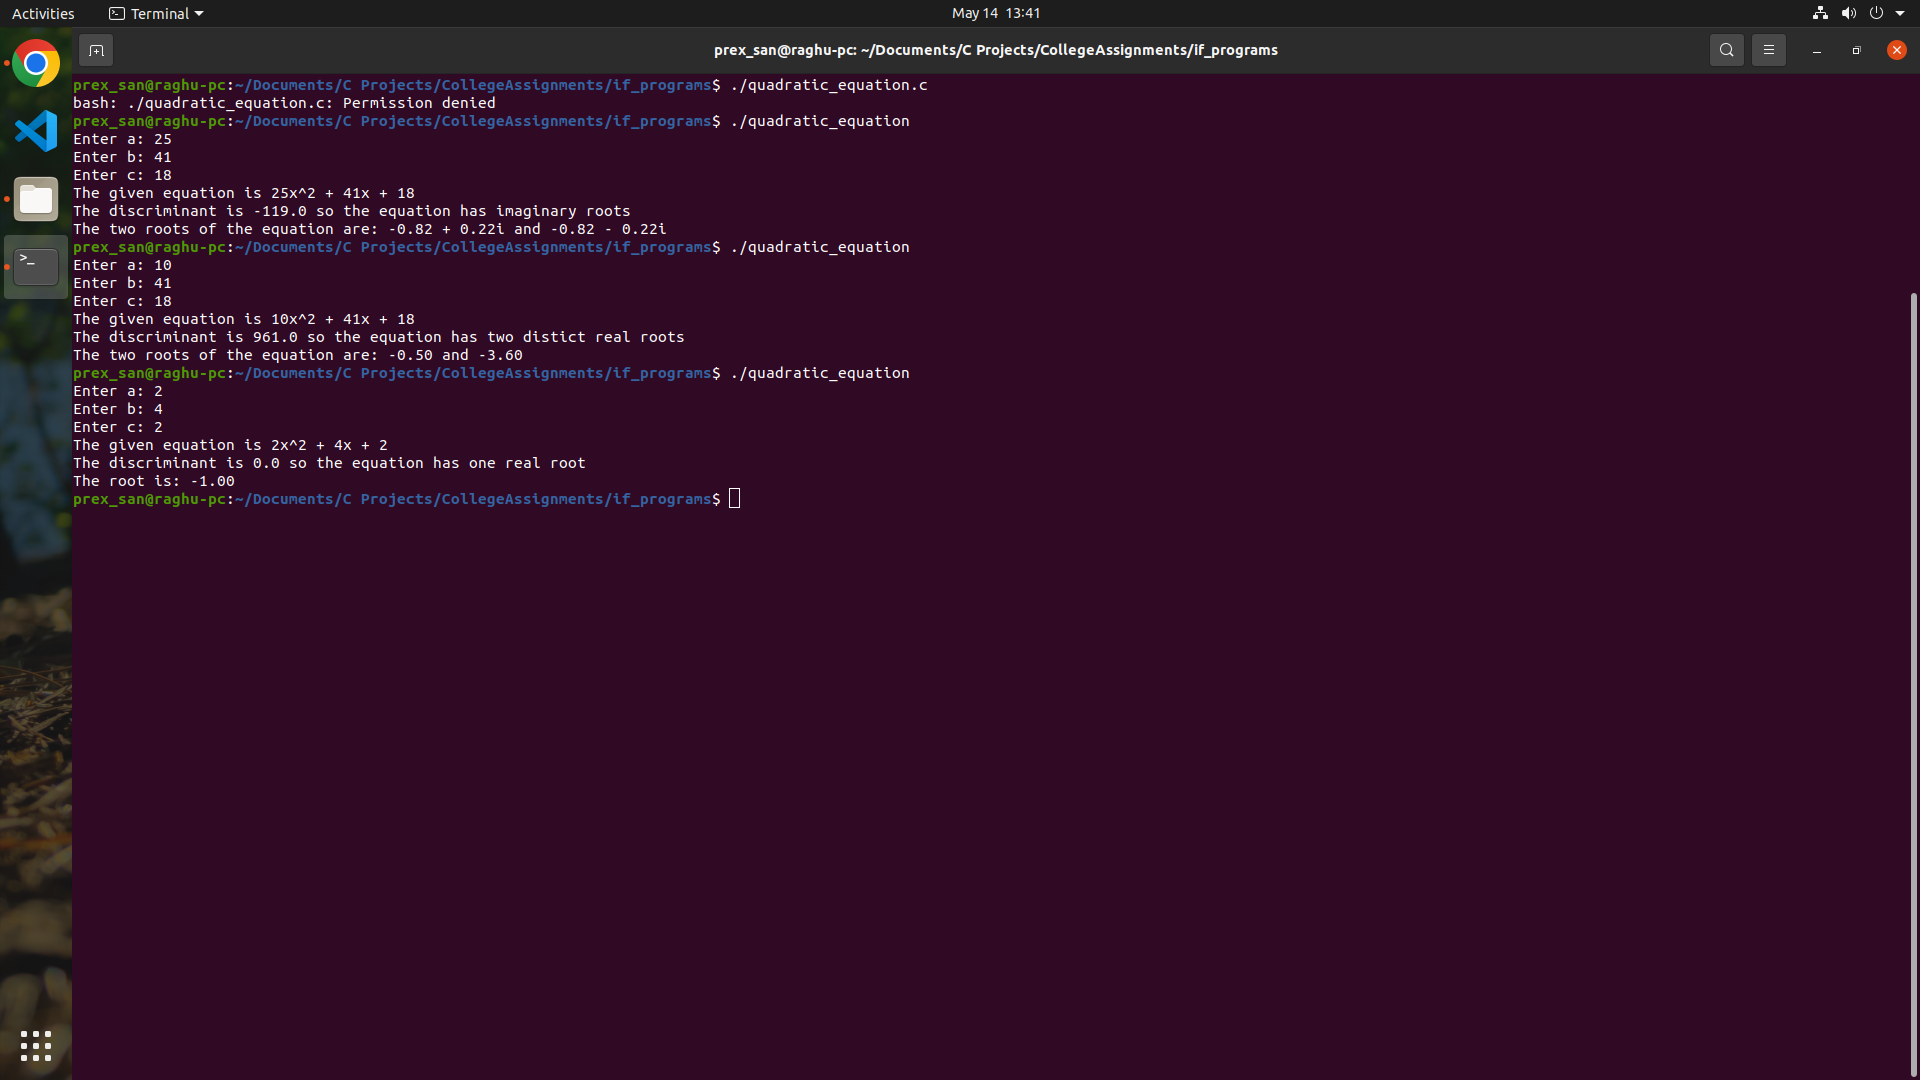 Activities Terminal May 14 13:41
prex_san@raghu-pc: ~/Documents/C Projects/CollegeAssignments/if_programs
prex_san@raghu-pc:~/Documents/C Projects/CollegeAssignments/if_programs$ ./quadratic_equation.c
bash: ./quadratic_equation.c: Permission denied
prex_san@raghu-pc:~/Documents/C Projects/CollegeAssignments/if_programs$ ./quadratic_equation
Enter a: 25
Enter b: 41
Enter c: 18
The given equation is 25x^2 + 41x + 18
The discriminant is -119.0 so the equation has imaginary roots
The two roots of the equation are: -0.82 + 0.22i and -0.82 - 0.22i
prex_san@raghu-pc:~/Documents/C Projects/CollegeAssignments/if_programs$ ./quadratic_equation
Enter a: 10
Enter b: 41
Enter c: 18
The given equation is 10x^2 + 41x + 18
The discriminant is 961.0 so the equation has two distict real roots
The two roots of the equation are: -0.50 and -3.60
prex_san@raghu-pc:~/Documents/C Projects/CollegeAssignments/if_programs$ ./quadratic_equation
Enter a: 2
Enter b: 4
Enter c: 2
The given equation is 2x^2 + 4x + 2
The discriminant is 0.0 so the equation has one real root
The root is: -1.00
prex_san@raghu-pc:~/Documents/C Projects/CollegeAssignments/if_programs$